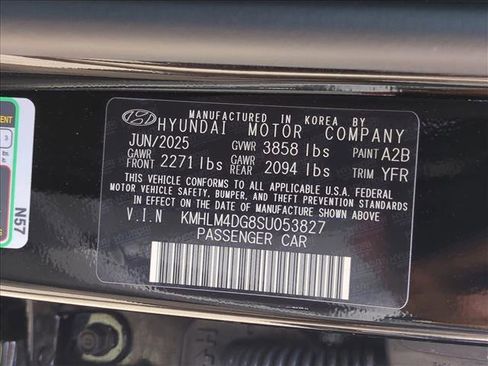 MANUFACTURED IN KOREA BY
HYUNDAI MOTOR COMPANY
JUN/2025 GVWR 3858 lbs PAINT A2B
GAWR FRONT 2271 lbs GAWR REAR 2094 lbs TRIM YFR
THIS VEHICLE CONFORMS TO ALL APPLICABLE U.S.A. FEDERAL
MOTOR VEHICLE SAFETY, BUMPER, AND THEFT PREVENTION
STANDARDS IN EFFECT ON THE DATE OF
MANUFACTURE SHOWN ABOVE.
V.I.N KMHLM4DG8SU053827
PASSENGER CAR
N57
3
lbs.